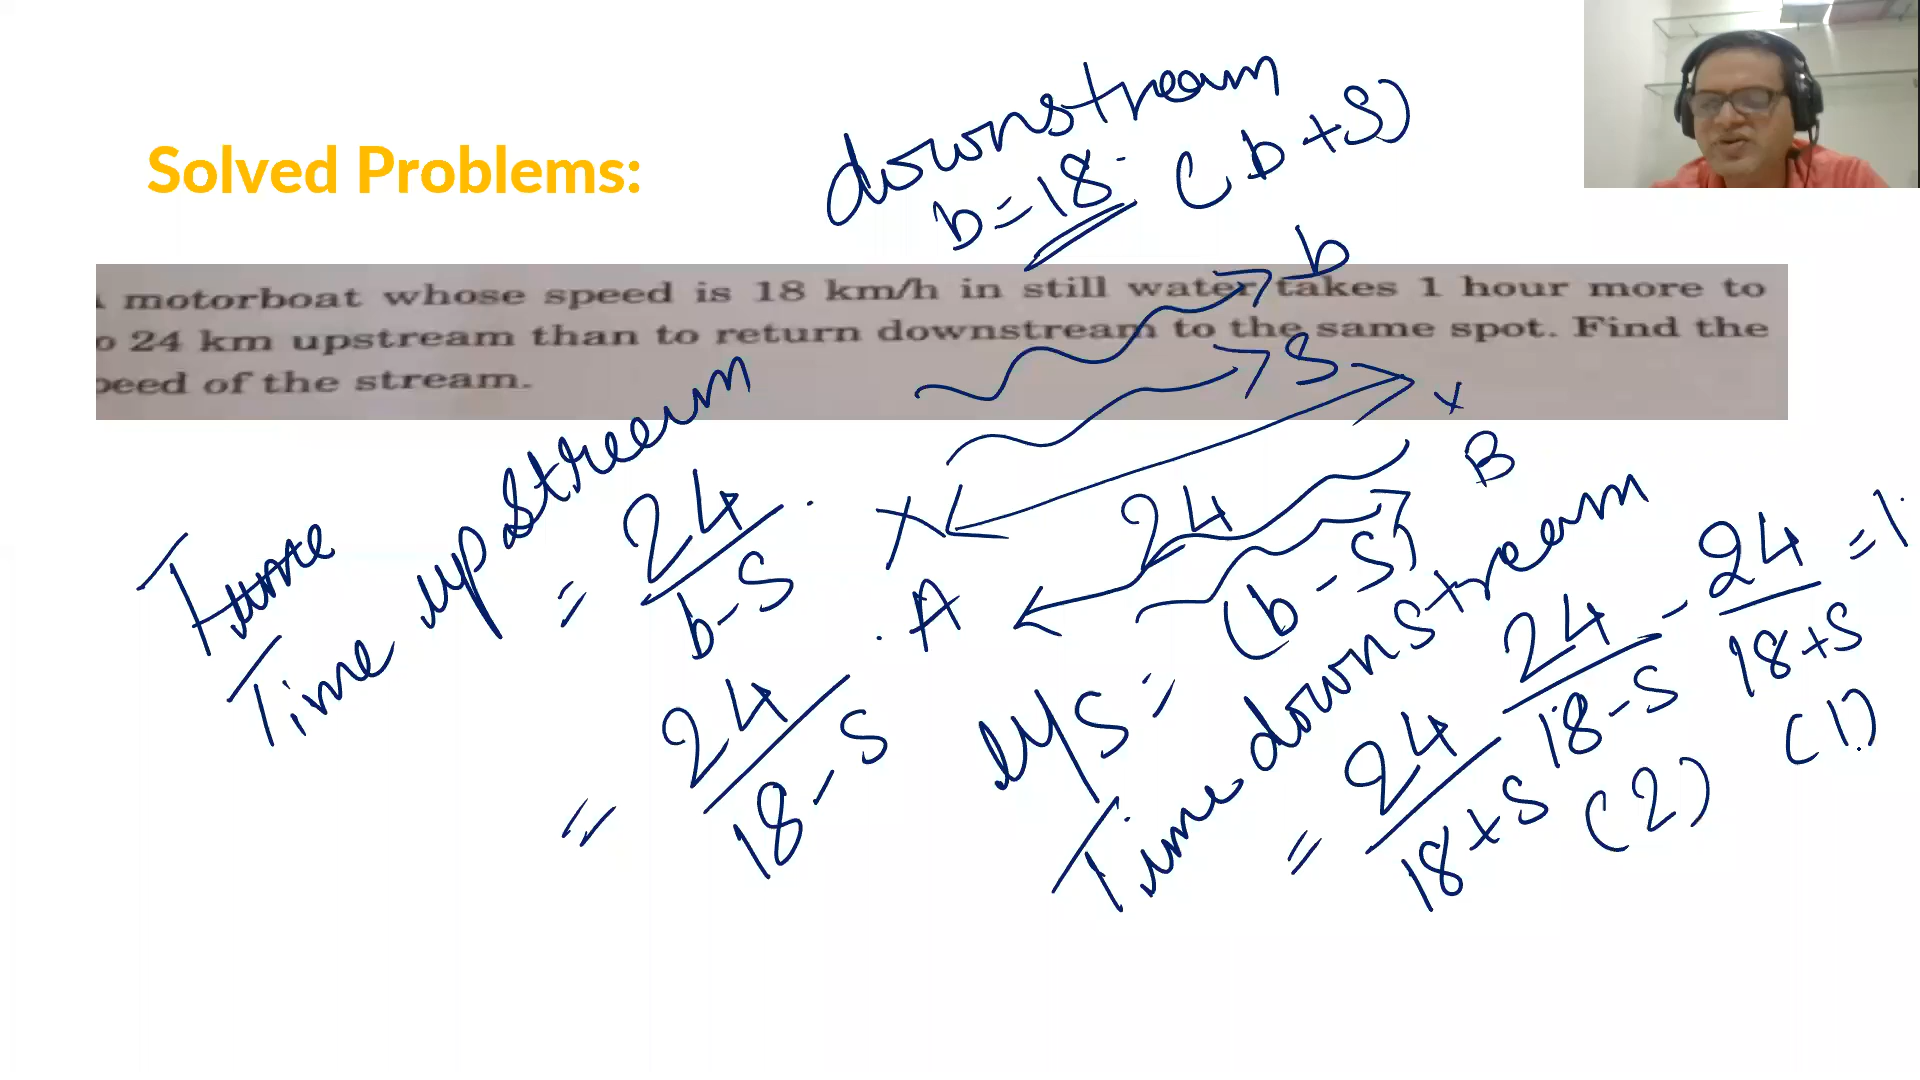 Solved Problems:
downstream
b=18 (b+S)
b
motorboat whose speed is 18 km/h in still water takes 1 hour more to
o 24 km upstream than to return downstream to the same spot. Find the
peed of the stream.
S
x
B
Time
Time upstream
= 24
b-S
X
24
A
(b-S)
= 24
18-S
u/s =
Time downstream
= 24
18+S
24 - 24 = 1
18-S 18+S
(2) (1)